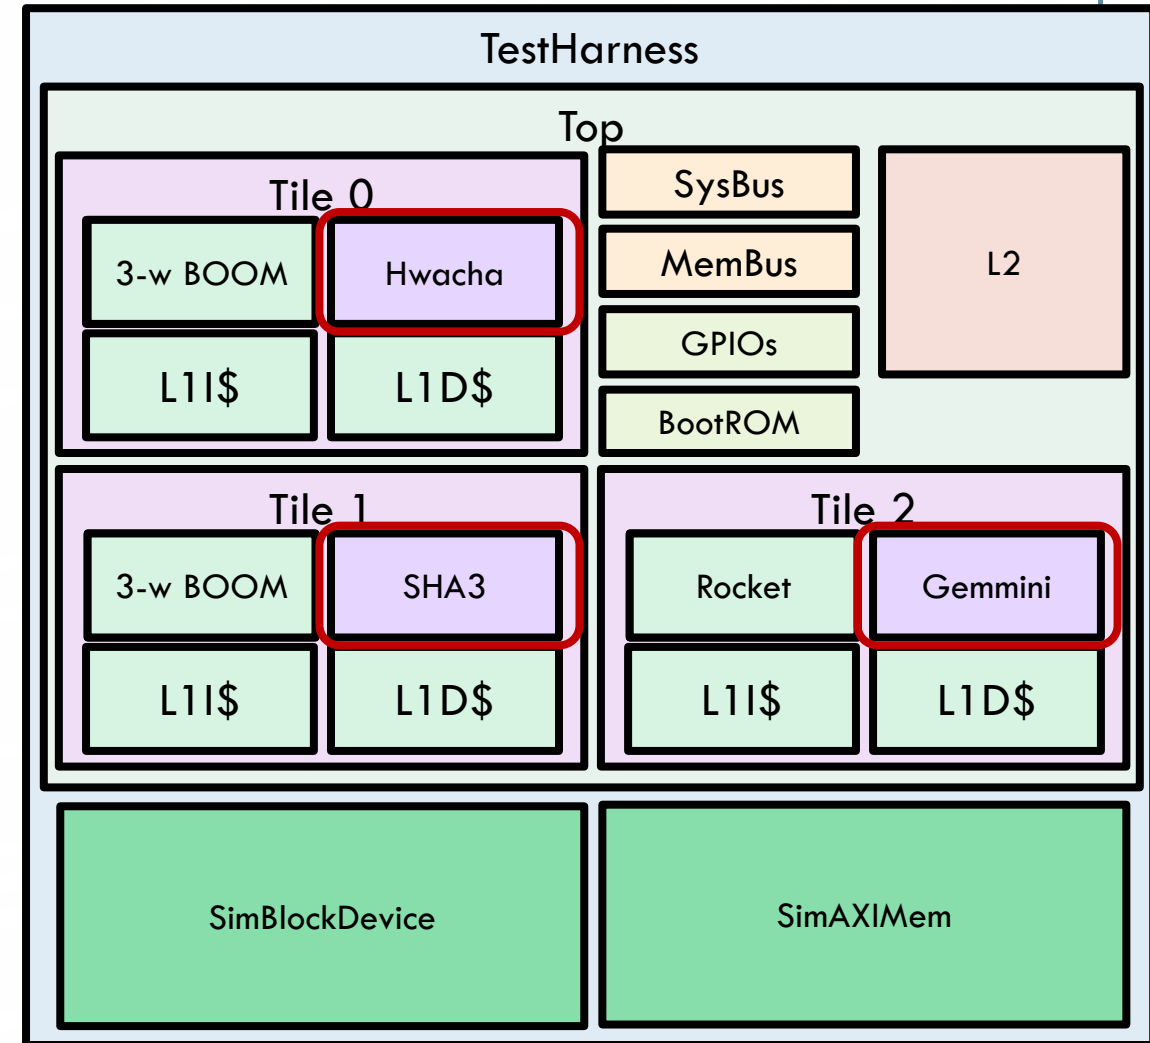 TestHarness
Top
Tile 0
3-w BOOM
Hwacha
L1I$
L1D$
SysBus
MemBus
GPIOs
BootROM
L2
Tile 1
3-w BOOM
SHA3
L1I$
L1D$
Tile 2
Rocket
Gemmini
L1I$
L1D$
SimBlockDevice
SimAXIMem